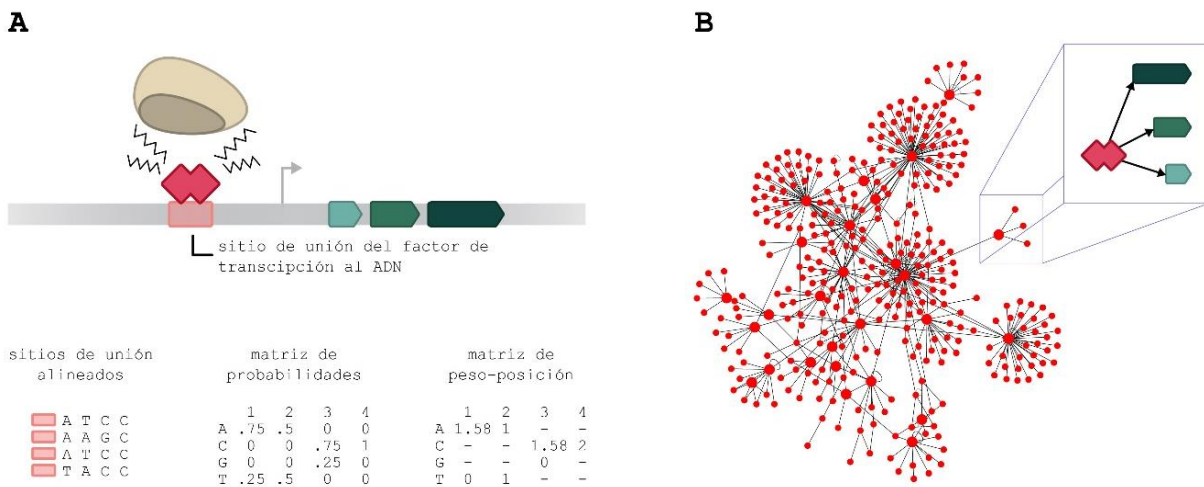 A
B
sitio de unión del factor de
transcipción al ADN
sitios de unión
alineados
A T C C
A A G C
A T C C
T A C C
matriz de
probabilidades
1 2 3 4
A .75 .5 0 0
C 0 0 .75 1
G 0 0 .25 0
T .25 .5 0 0
matriz de
peso-posición
1 2 3 4
A 1.58 1 - -
C - - 1.58 2
G - - 0 -
T 0 1 - -